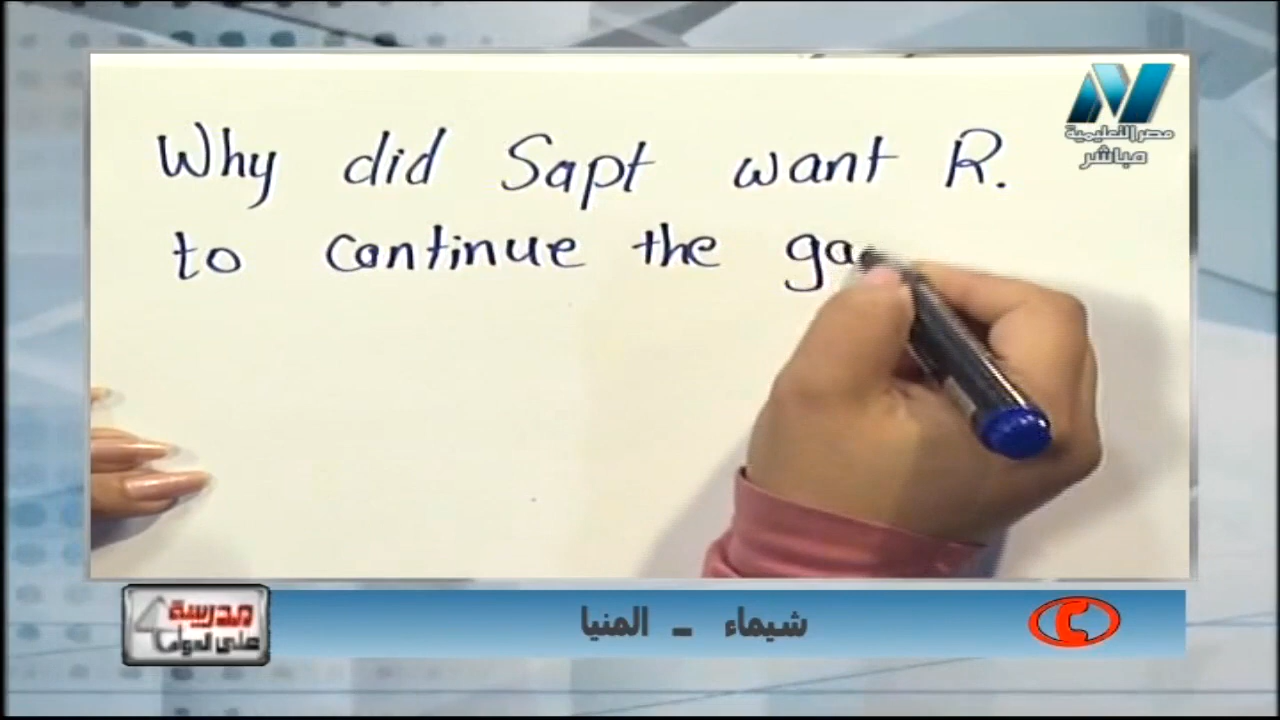 Why did Sapt want R.
to continue the ga
مصر التعليمية
مباشر
مدرسة
على الهواء
شيماء - المنيا